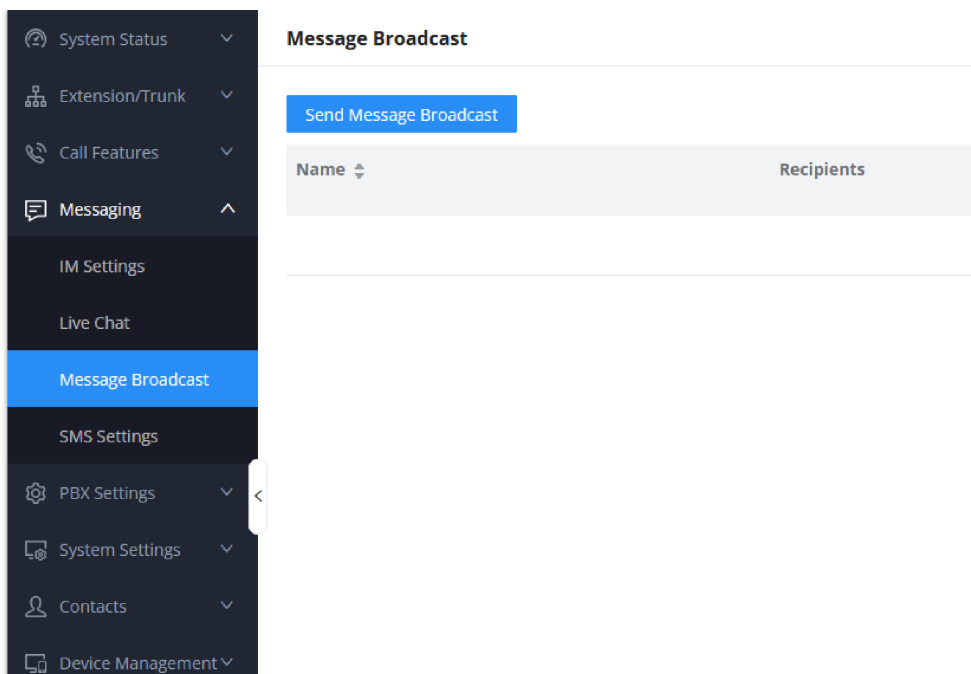 System Status
Extension/Trunk
Call Features
Messaging
IM Settings
Live Chat
Message Broadcast
SMS Settings
PBX Settings
System Settings
Contacts
Device Management
Message Broadcast
Send Message Broadcast
Name
Recipients